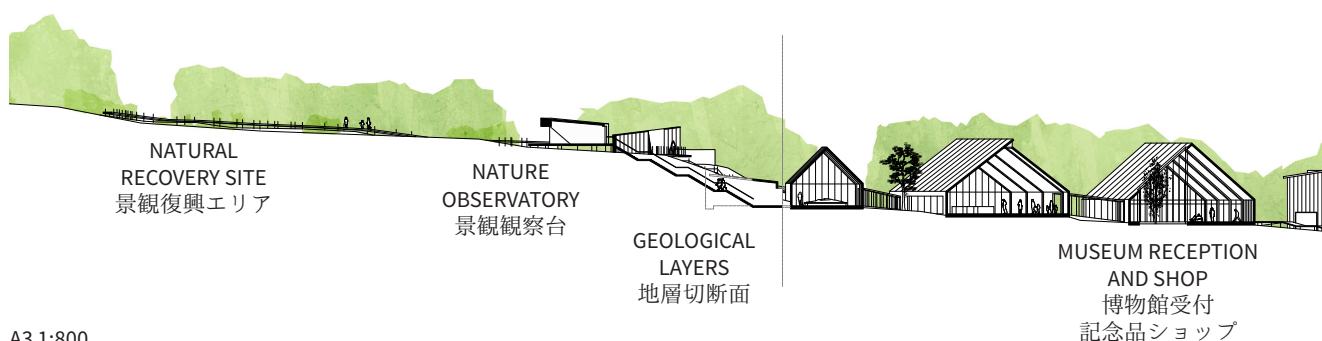 NATURAL
RECOVERY SITE
景観復興エリア
NATURE
OBSERVATORY
景観観察台
GEOLOGICAL
LAYERS
地層切断面
MUSEUM RECEPTION
AND SHOP
博物館受付
記念品ショップ
A3 1:800